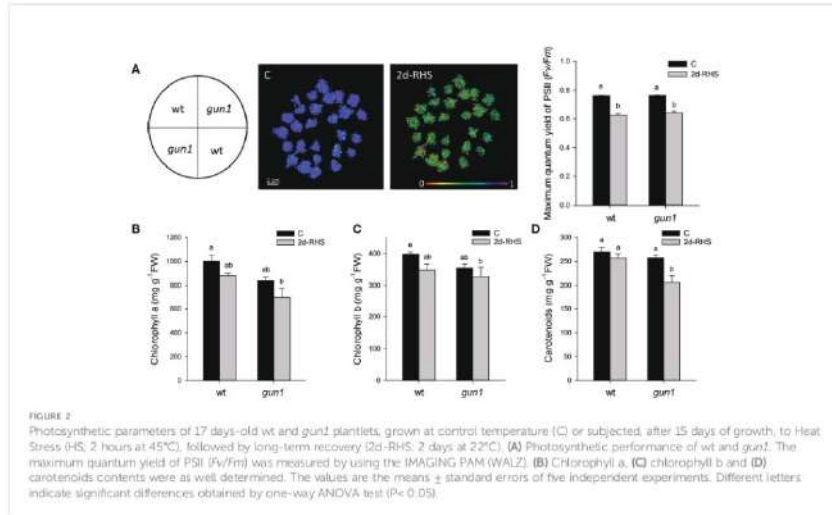 A
wt
gun1
gun1
wt
C
2d-RHS
0
1
Maximum quantum yield of PSII (Fv/Fm)
0.0
0.2
0.4
0.6
0.8
1.0
C
2d-RHS
a
b
a
b
wt
gun1
B
Chlorophyll a (mg g⁻¹ FW)
0
200
400
600
800
1000
1200
C
2d-RHS
a
ab
ab
b
wt
gun1
C
Chlorophyll b (mg g⁻¹ FW)
0
100
200
300
400
C
2d-RHS
a
ab
ab
b
wt
gun1
D
Carotenoids (mg g⁻¹ FW)
0
50
100
150
200
250
300
C
2d-RHS
a
a
a
b
wt
gun1
FIGURE 2
Photosynthetic parameters of 17 days-old wt and gun1 plantlets, grown at control temperature (C) or subjected, after 15 days of growth, to Heat
Stress (HS; 2 hours at 45°C), followed by long-term recovery (2d-RHS; 2 days at 22°C). (A) Photosynthetic performance of wt and gun1. The
maximum quantum yield of PSII (Fv/Fm) was measured by using the IMAGING PAM (WALZ). (B) Chlorophyll a, (C) chlorophyll b and (D)
carotenoids contents were as well determined. The values are the means ± standard errors of five independent experiments. Different letters
indicate significant differences obtained by one-way ANOVA test (P< 0.05).